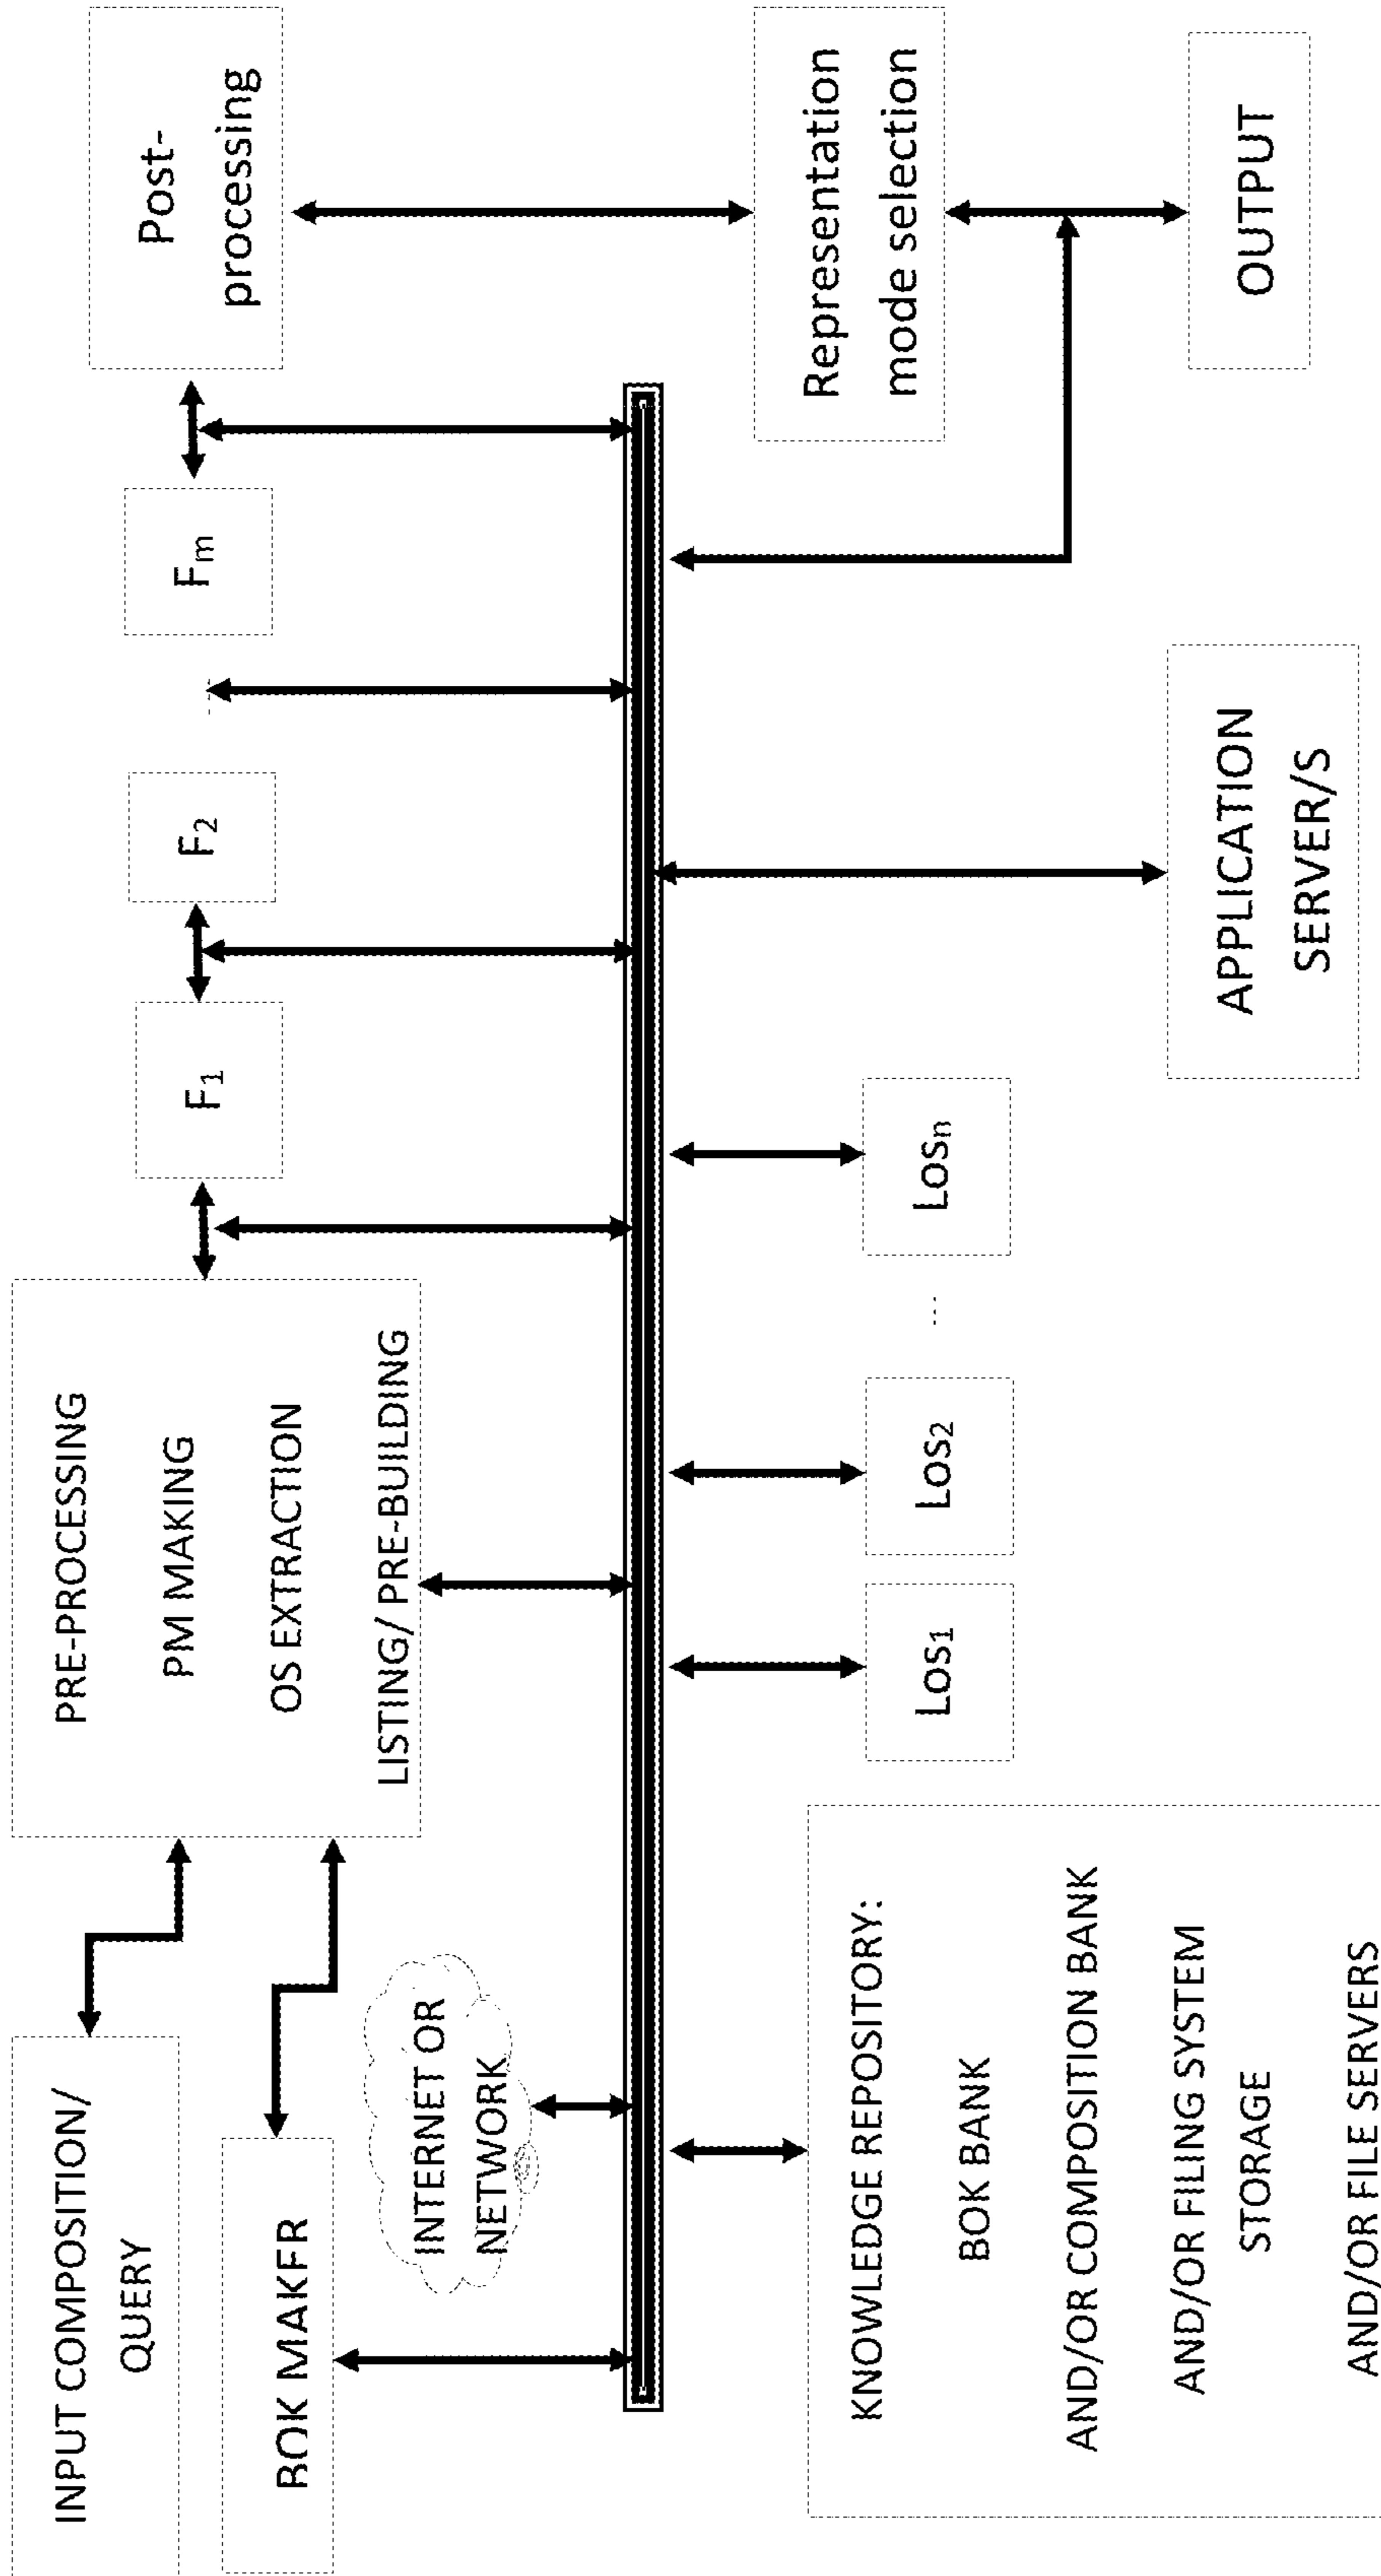 INPUT COMPOSITION/
QUERY
BOK MAKER
INTERNET OR
NETWORK
PRE-PROCESSING
PM MAKING
OS EXTRACTION
LISTING/ PRE-BUILDING
F1
F2
...
Fm
Post-
processing
KNOWLEDGE REPOSITORY:
BOK BANK
AND/OR COMPOSITION BANK
AND/OR FILING SYSTEM
STORAGE
AND/OR FILE SERVERS
LOS1
LOS2
...
LOSn
APPLICATION
SERVER/S
Representation
mode selection
OUTPUT